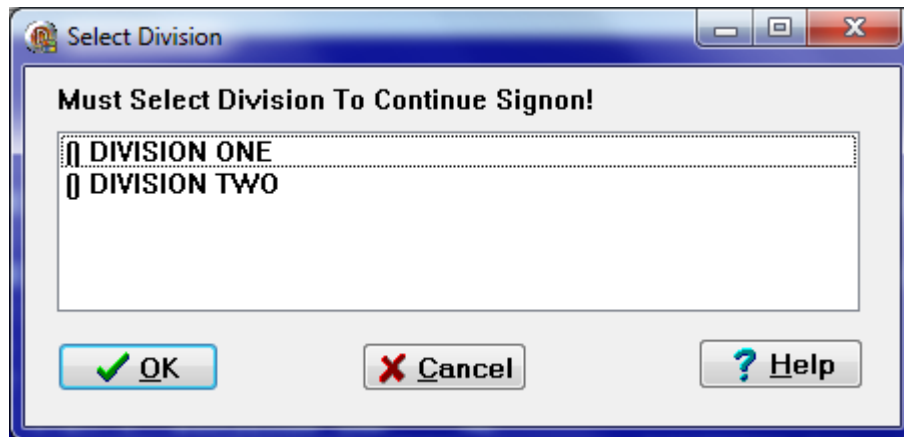 Select Division
Must Select Division To Continue Signon!
[] DIVISION ONE
[] DIVISION TWO
OK
Cancel
? Help